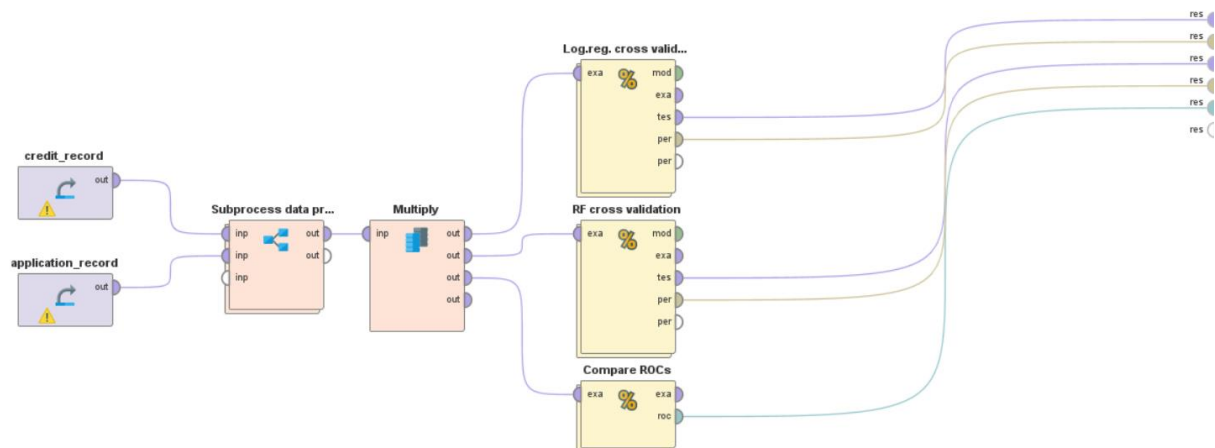 credit_record
out
application_record
out
Subprocess data pr...
inp out
inp out
inp
Multiply
inp out
out
out
out
Log.reg. cross valid...
exa mod
exa
tes
per
per
RF cross validation
exa mod
exa
tes
per
per
Compare ROCs
exa exa
roc
res
res
res
res
res
res